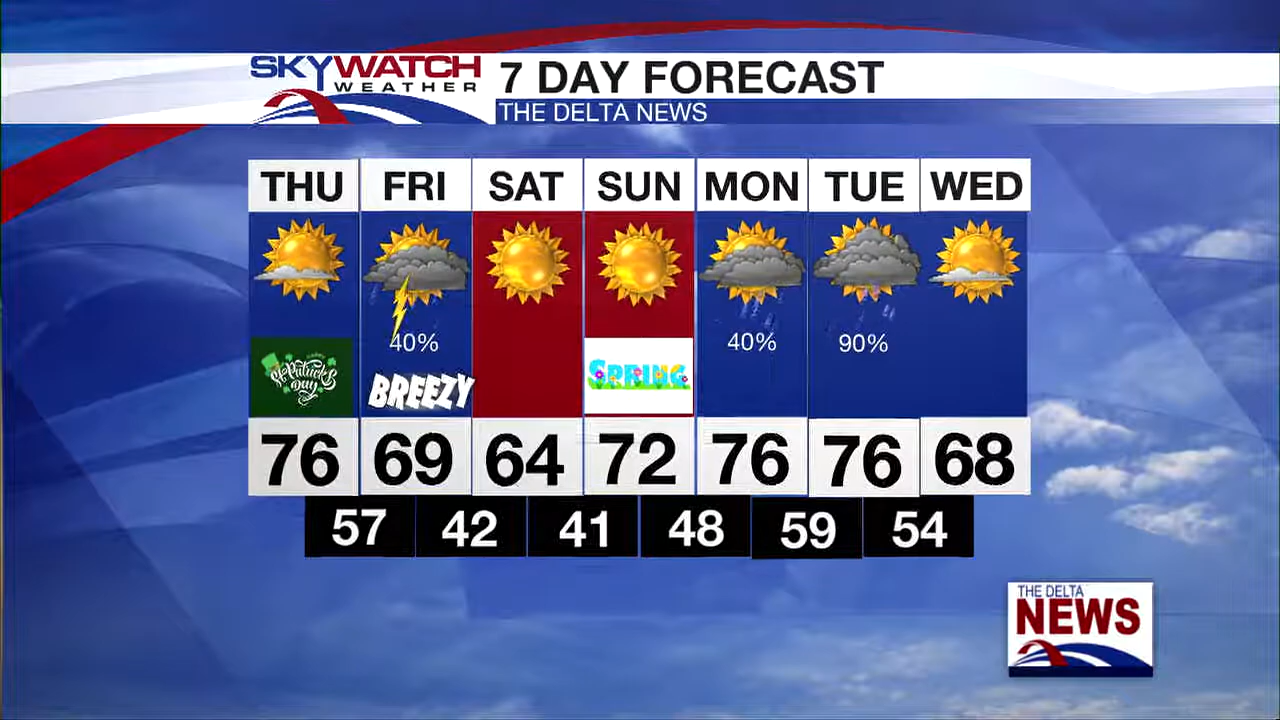 SKYWATCH
WEATHER
7 DAY FORECAST
THE DELTA NEWS
THU FRI SAT SUN MON TUE WED
40% 40% 90%
St Patrick's
Day
BREEZY
SPRING
76 69 64 72 76 76 68
57 42 41 48 59 54
THE DELTA
NEWS